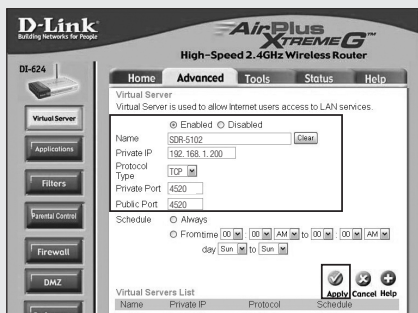 D-Link
Building Networks for People
AirPlus
XTREME G™
High-Speed 2.4GHz Wireless Router
DI-624
Home Advanced Tools Status Help
Virtual Server
Virtual Server is used to allow Internet users access to LAN services.
Enabled Disabled
Name SDR-5102 Clear
Private IP 192.168.1.200
Protocol Type TCP
Private Port 4520
Public Port 4520
Schedule Always
From time 00 : 00 AM to 00 : 00 AM
day Sun to Sun
Apply Cancel Help
Virtual Servers List
Name Private IP Protocol Schedule
Virtual Server
Applications
Filters
Parental Control
Firewall
DMZ